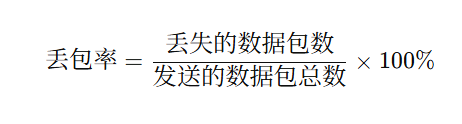 丢包率 = 丢失的数据包数 / 发送的数据包总数 × 100%